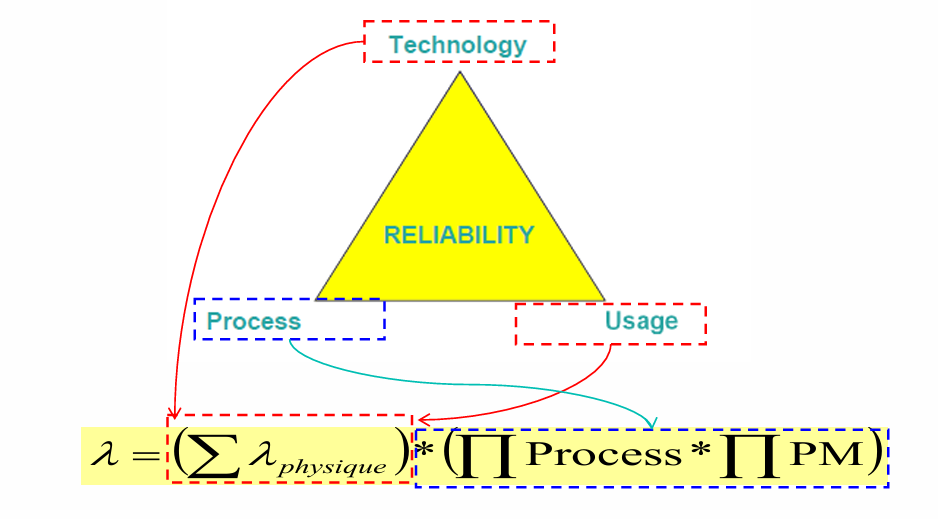 Technology
RELIABILITY
Process
Usage
λ = (∑ λphysique) * (∏ Process * ∏ PM)